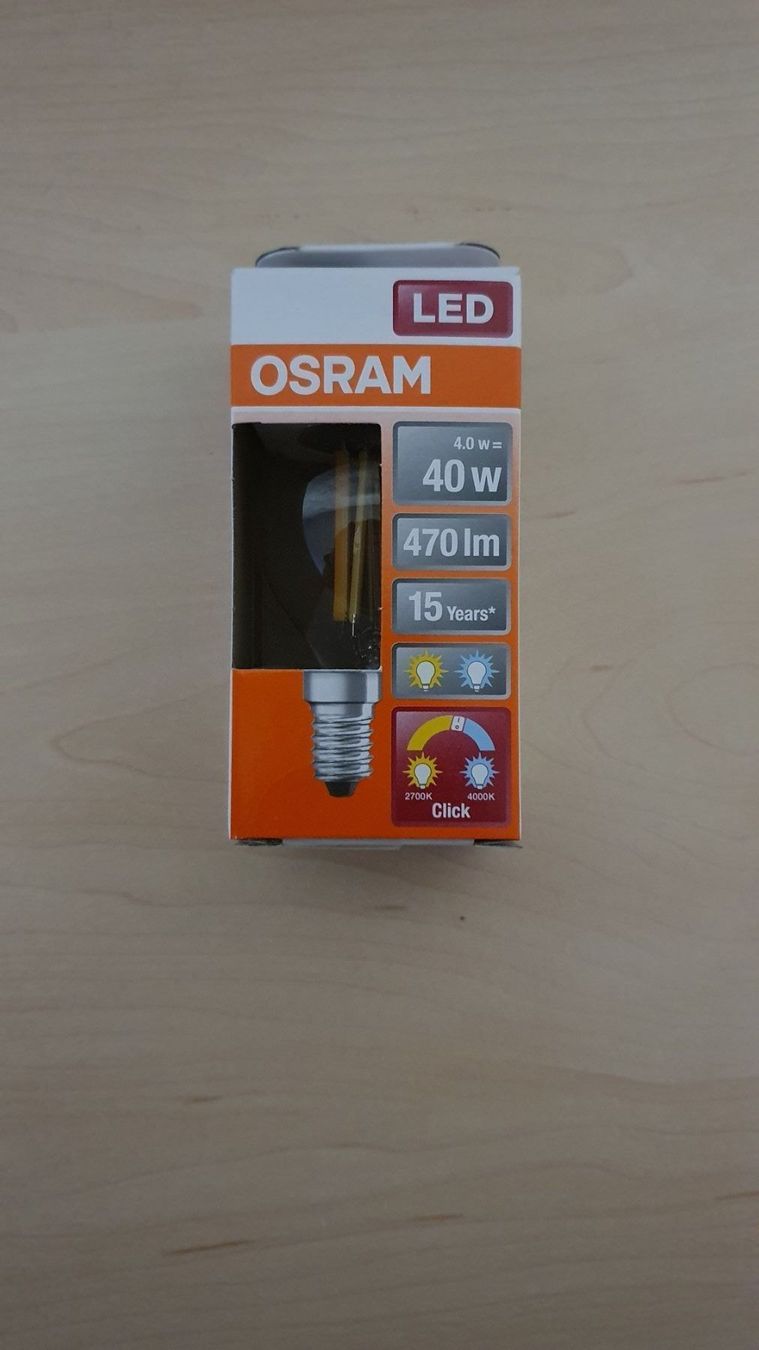 LED
OSRAM
4.0 w=
40 w
470 lm
15 Years*
2700K 4000K
Click